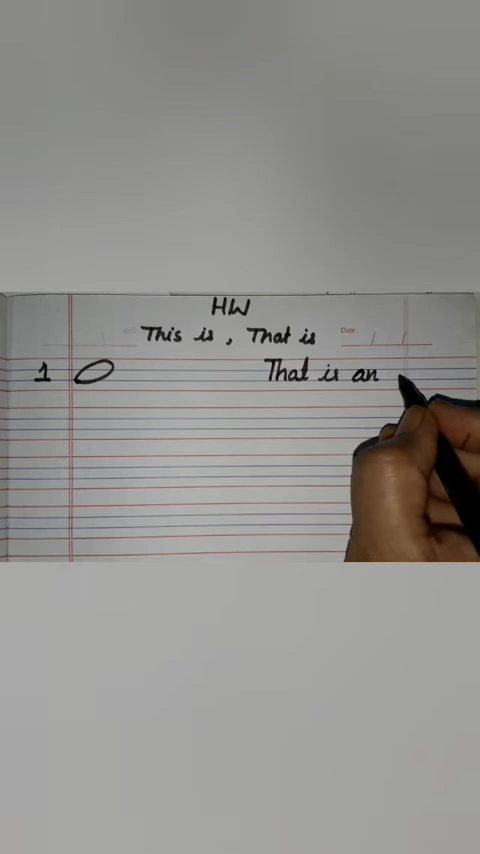 HW
This is, That is Date / /
1 That is an